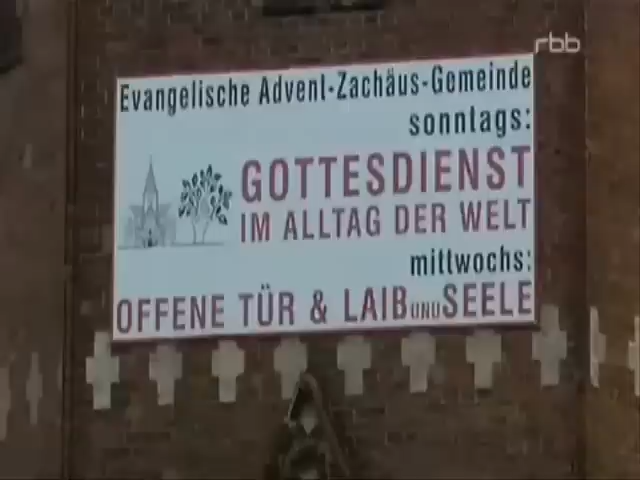 rbb
Evangelische Advent-Zachäus-Gemeinde
sonntags:
GOTTESDIENST
IM ALLTAG DER WELT
mittwochs:
OFFENE TÜR & LAIB UND SEELE